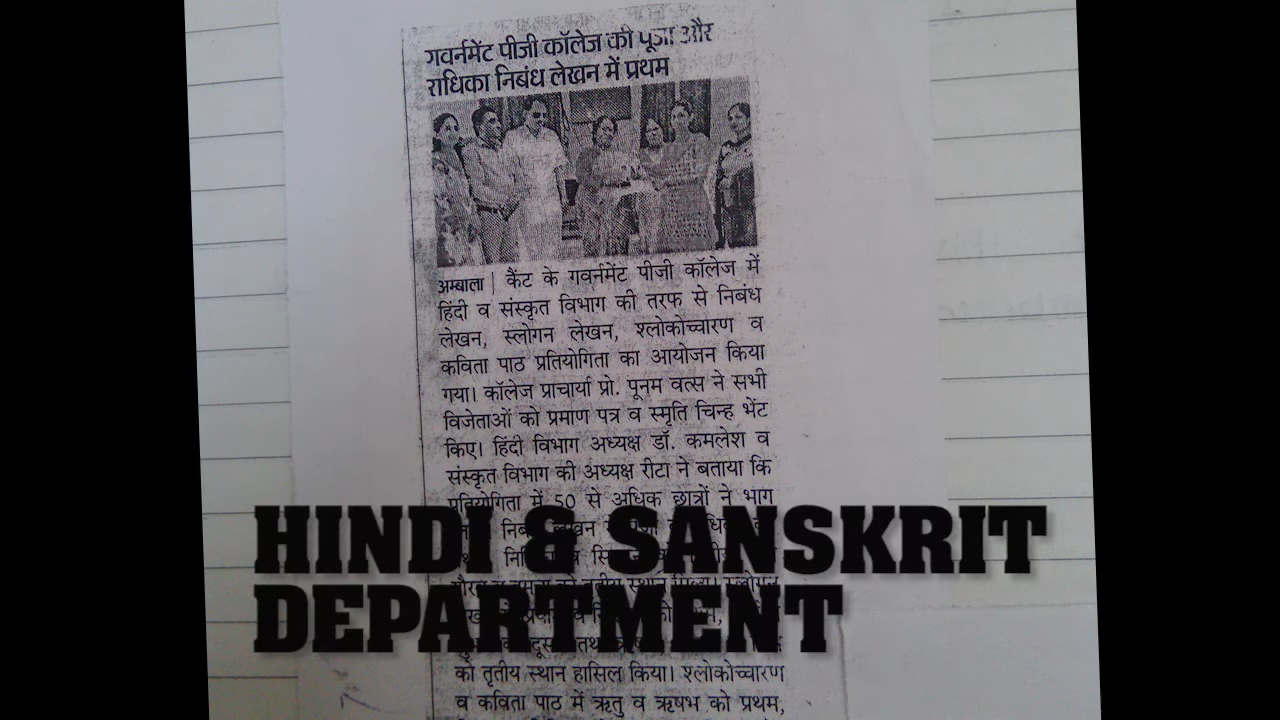 गवर्नमेंट पीजी कॉलेज की पूजा और
राधिका निबंध लेखन में प्रथम
अम्बाला | कैंट के गवर्नमेंट पीजी कॉलेज में
हिंदी व संस्कृत विभाग की तरफ से निबंध
लेखन, स्लोगन लेखन, श्लोकोच्चारण व
कविता पाठ प्रतियोगिता का आयोजन किया
गया। कॉलेज प्राचार्या प्रो. पूनम वत्स ने सभी
विजेताओं को प्रमाण पत्र व स्मृति चिन्ह भेंट
किए। हिंदी विभाग अध्यक्ष डॉ. कमलेश व
संस्कृत विभाग की अध्यक्ष रीटा ने बताया कि
प्रतियोगिता में 50 से अधिक छात्रों ने भाग
HINDI & SANSKRIT
तृतीय स्थान
DEPARTMENT
को तृतीय स्थान हासिल किया। श्लोकोच्चारण
व कविता पाठ में ऋतु व ऋषभ को प्रथम,